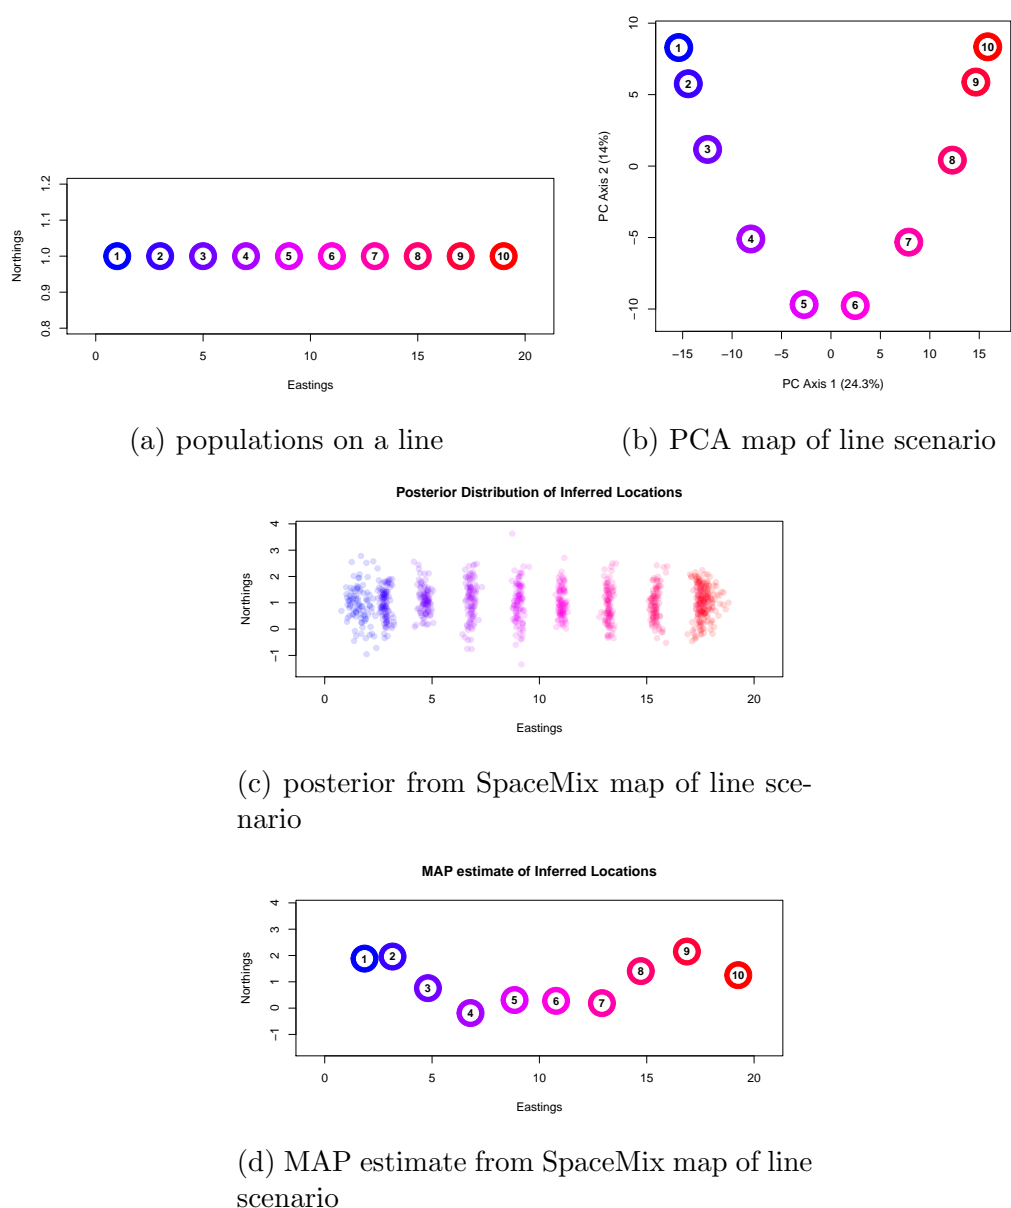 1.2
1.1
1.0
0.9
0.8
Northings
1 2 3 4 5 6 7 8 9 10
0 5 10 15 20
Eastings
(a) populations on a line
10
5
0
−5
−10
PC Axis 2 (14%)
1
2
3
4
5
6
7
8
9
10
−15 −10 −5 0 5 10 15
PC Axis 1 (24.3%)
(b) PCA map of line scenario
Posterior Distribution of Inferred Locations
4
3
2
1
0
−1
Northings
0 5 10 15 20
Eastings
(c) posterior from SpaceMix map of line sce-
nario
MAP estimate of Inferred Locations
4
3
2
1
0
−1
Northings
1 2 3 4 5 6 7 8 9 10
0 5 10 15 20
Eastings
(d) MAP estimate from SpaceMix map of line
scenario